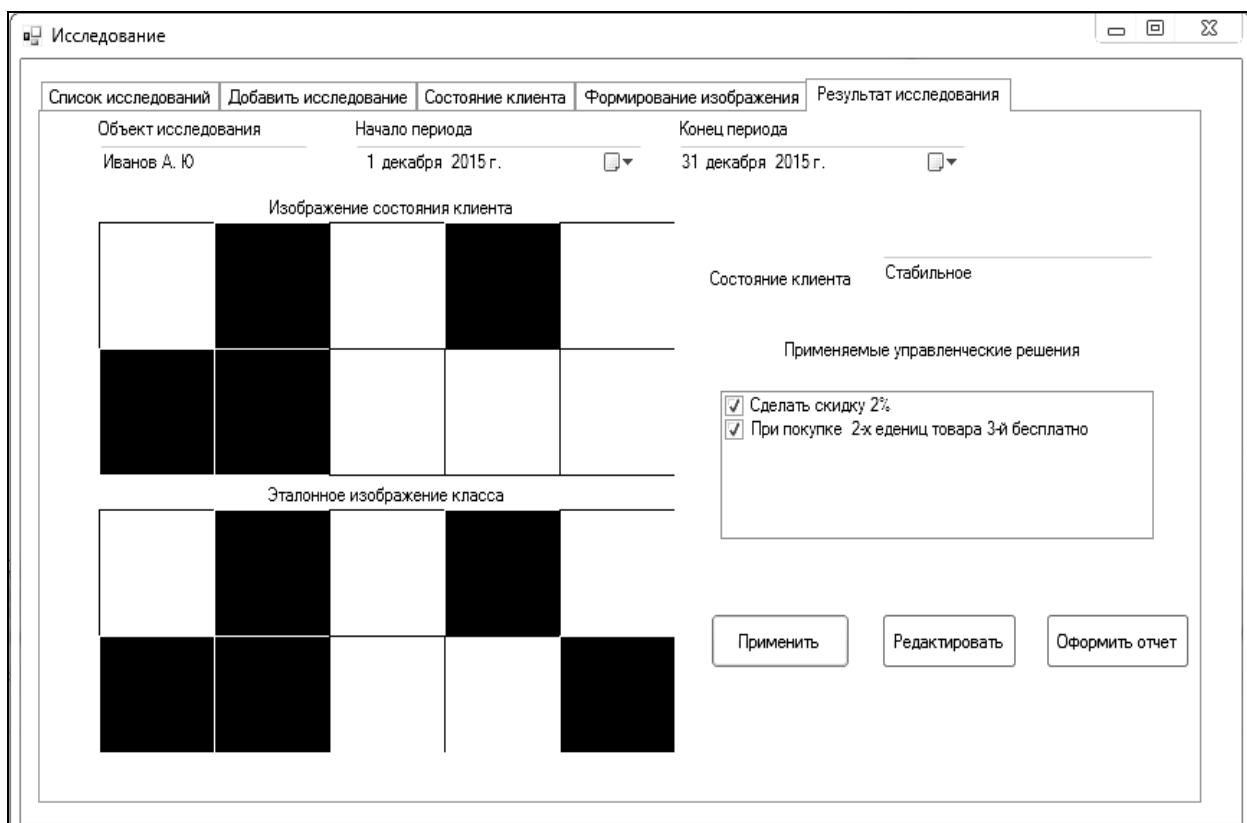 Исследование
Список исследований Добавить исследование Состояние клиента Формирование изображения Результат исследования
Объект исследования Начало периода Конец периода
Иванов А. Ю 1 декабря 2015 г. 31 декабря 2015 г.
Изображение состояния клиента
Состояние клиента Стабильное
Применяемые управленческие решения
Сделать скидку 2%
При покупке 2-х едениц товара 3-й бесплатно
Эталонное изображение класса
Применить Редактировать Оформить отчет